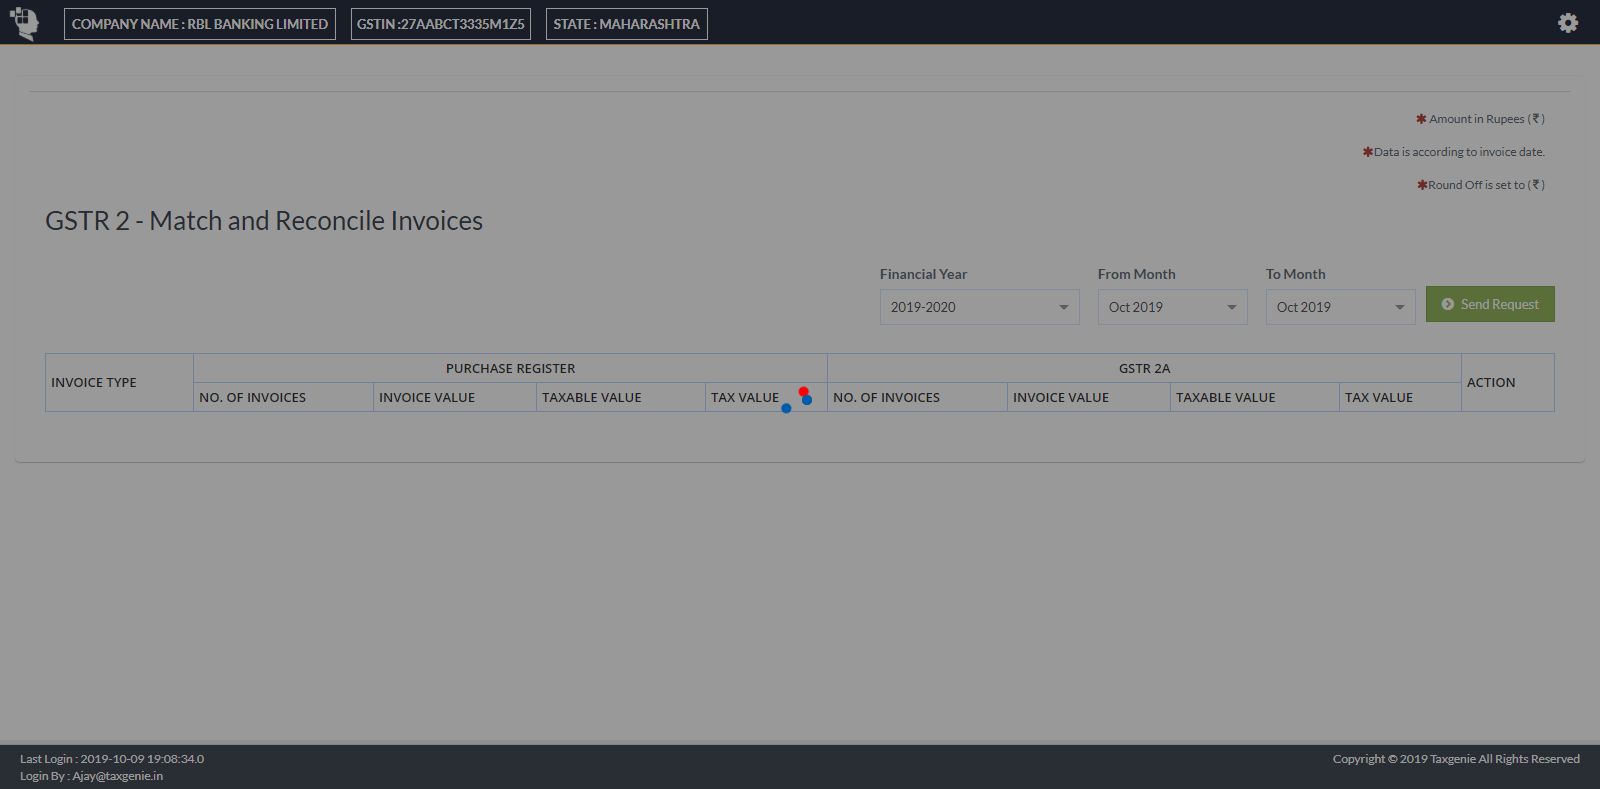 COMPANY NAME : RBL BANKING LIMITED GSTIN :27AABCT3335M1Z5 STATE : MAHARASHTRA
✱ Amount in Rupees (₹)
✱Data is according to invoice date.
✱Round Off is set to (₹)
GSTR 2 - Match and Reconcile Invoices
Financial Year From Month To Month
2019-2020 Oct 2019 Oct 2019 Send Request
INVOICE TYPE PURCHASE REGISTER GSTR 2A ACTION
NO. OF INVOICES INVOICE VALUE TAXABLE VALUE TAX VALUE NO. OF INVOICES INVOICE VALUE TAXABLE VALUE TAX VALUE
Last Login : 2019-10-09 19:08:34.0 Copyright © 2019 Taxgenie All Rights Reserved
Login By : Ajay@taxgenie.in